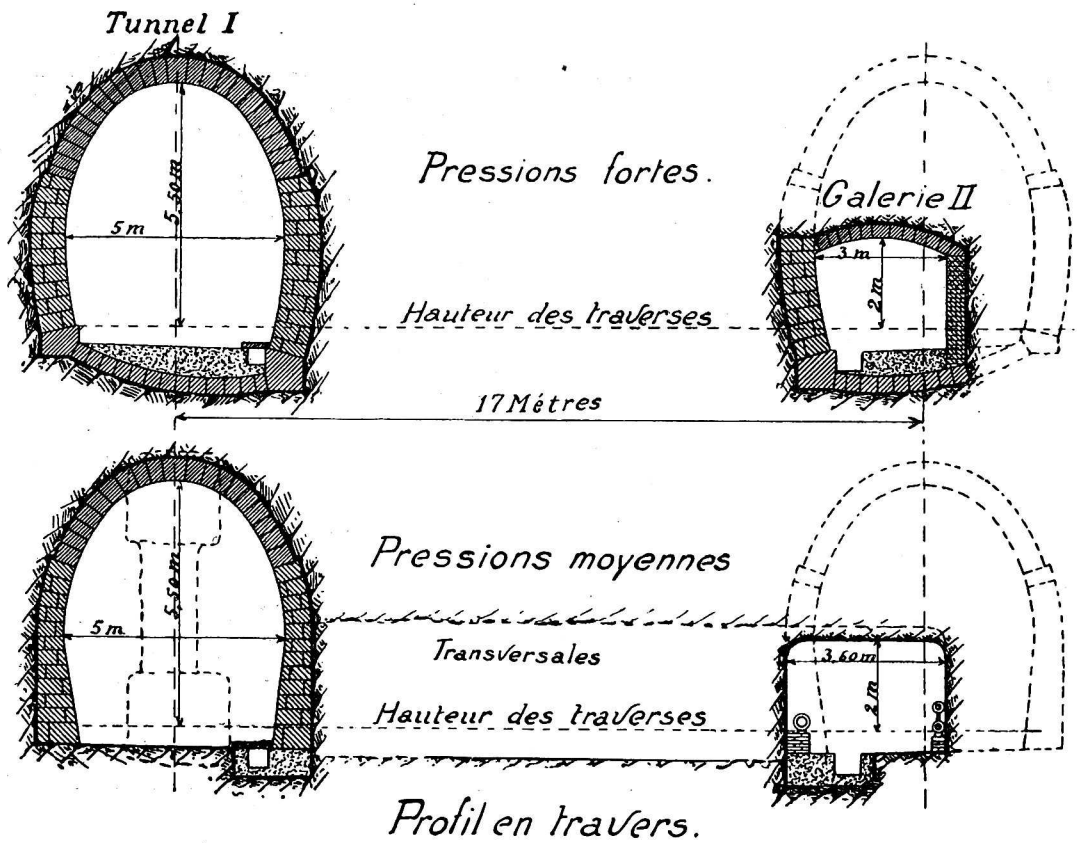 Tunnel I
5,50m
5m
Pressions fortes.
Galerie II
3 m
2m
Hauteur des traverses
17 Métres
Pressions moyennes
5,50m
5m
Transversales
3,60m
2m
Hauteur des traverses
Profil en travers.